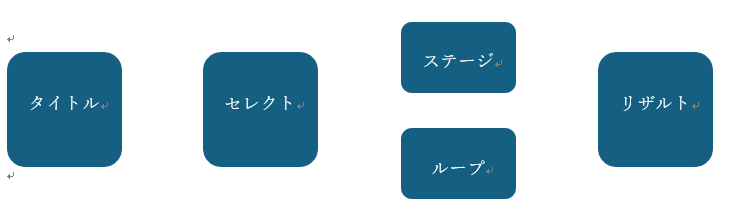 タイトル
セレクト
ステージ
ループ
リザルト